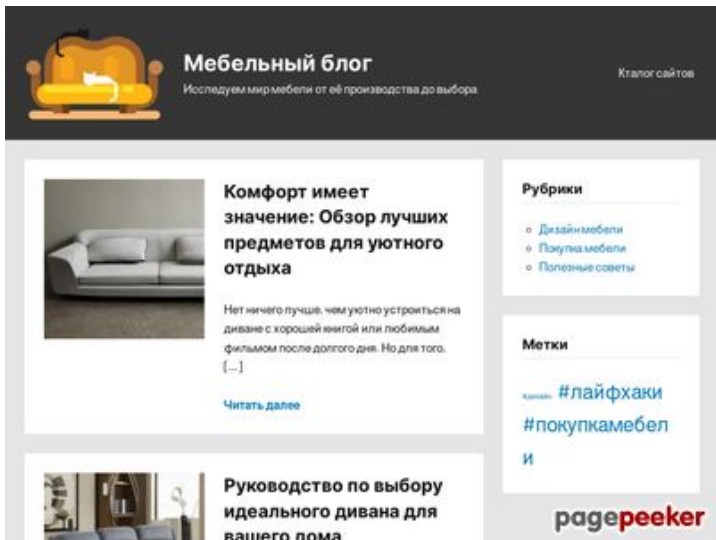 Мебельный блог
Исследуем мир мебели от её производства до выбора
Кталог сайтов
Комфорт имеет
значение: Обзор лучших
предметов для уютного
отдыха
Нет ничего лучше, чем уютно устроиться на
диване с хорошей книгой или любимым
фильмом после долгого дня. Но для того,
[…]
Читать далее
Руководство по выбору
идеального дивана для
вашего дома
Рубрики
Дизайн мебели
Покупка мебели
Полезные советы
Метки
#лайфхаки
#покупкамебел
и
pagepeeker